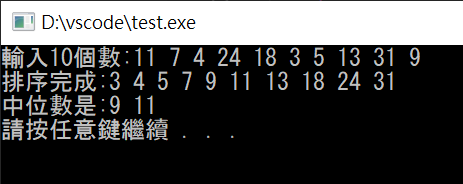 D:\vscode\test.exe
輸入10個數:11 7 4 24 18 3 5 13 31 9
排序完成:3 4 5 7 9 11 13 18 24 31
中位數是:9 11
請按任意鍵繼續 . . .